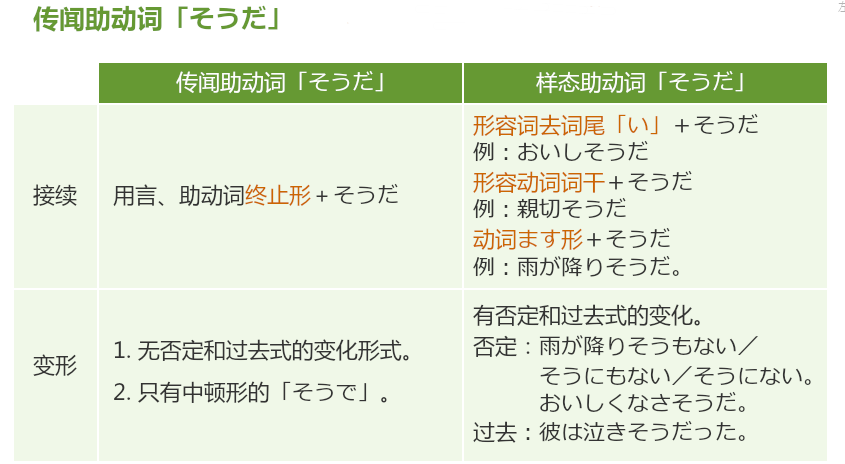 传闻助动词「そうだ」
传闻助动词「そうだ」
样态助动词「そうだ」
接续
用言、助动词终止形＋そうだ
形容词去词尾「い」＋そうだ
例：おいしそうだ
形容动词词干＋そうだ
例：親切そうだ
动词ます形＋そうだ
例：雨が降りそうだ。
变形
1. 无否定和过去式的变化形式。
2. 只有中顿形的「そうで」。
有否定和过去式的变化。
否定：雨が降りそうもない／
そうにもない／そうにない。
おいしくなさそうだ。
过去：彼は泣きそうだった。